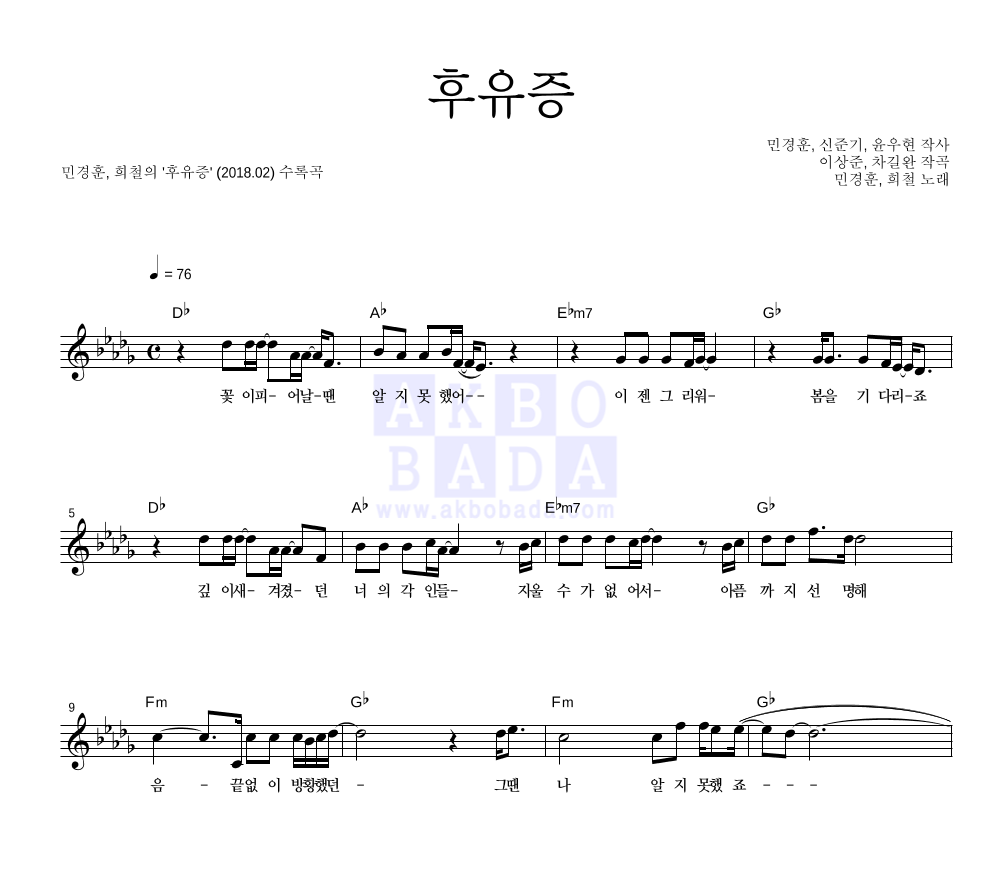 후유증
민경훈, 신준기, 윤우현 작사
이상준, 차길완 작곡
민경훈, 희철의 '후유증' (2018.02) 수록곡
민경훈, 희철 노래
= 76
D♭ A♭ E♭m7 G♭
꽃 이피- 어날-땐 알 지 못 했어-- 이 젠 그 리워- 봄을 기 다리-죠
AKBO
BADA
www.akbobada.com
5 D♭ A♭ E♭m7 G♭
깊 이새- 겨졌- 던 너 의 각 인들- 지울 수 가 없 어서- 아픔 까 지 선 명해
9 Fm G♭ Fm G♭
음 - 끝없 이 방황했던 - 그땐 나 알 지 못했 죠 - - -